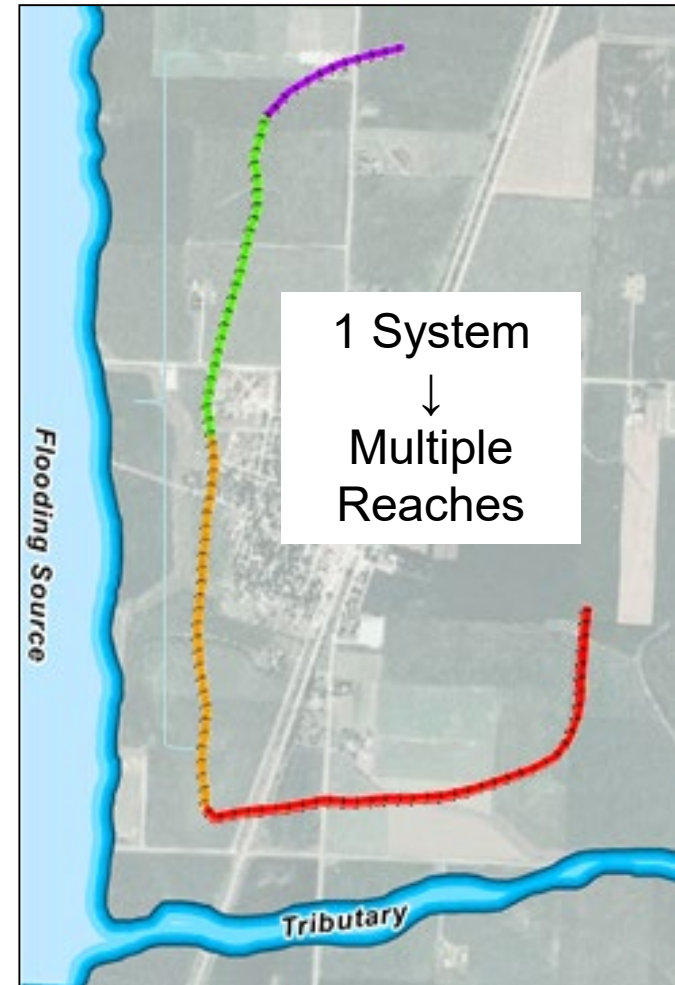 1 System
↓
Multiple
Reaches
Flooding Source
Tributary